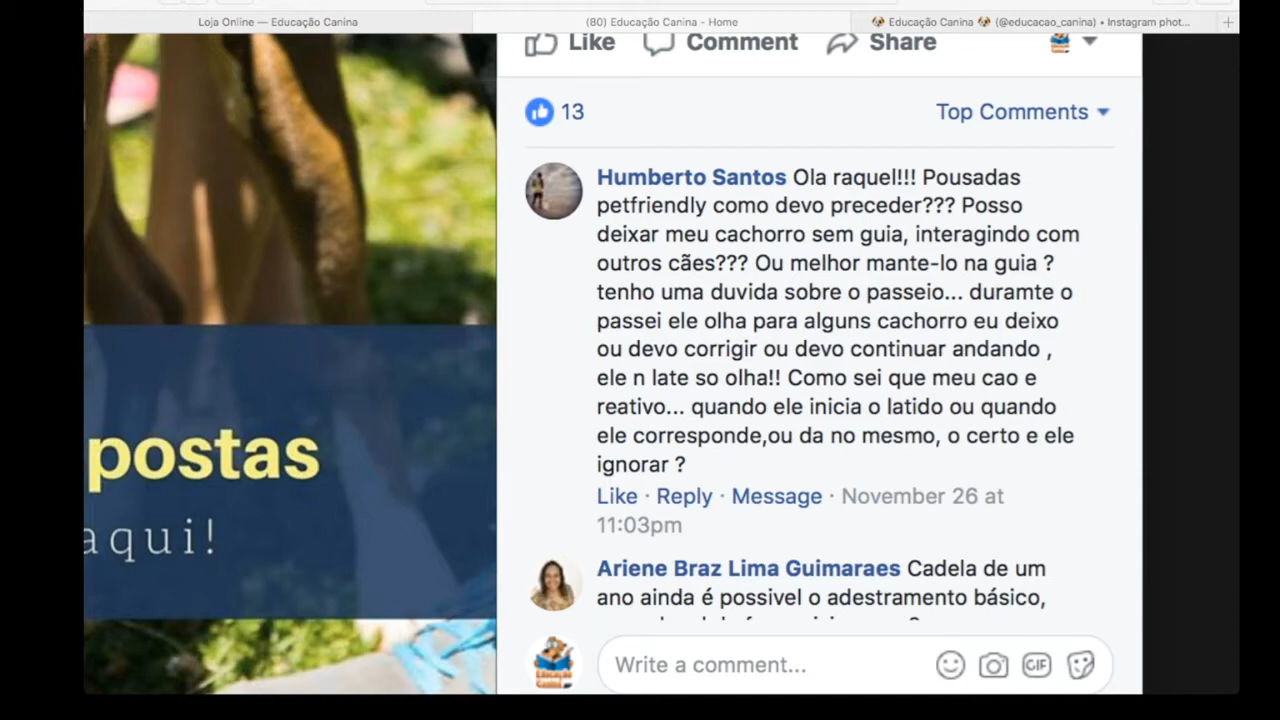 Loja Online — Educação Canina
(80) Educação Canina - Home
Educação Canina (@educacao_canina) • Instagram phot...
Like Comment Share
13
Top Comments
Humberto Santos Ola raquel!!! Pousadas
petfriendly como devo preceder??? Posso
deixar meu cachorro sem guia, interagindo com
outros cães??? Ou melhor mante-lo na guia ?
tenho uma duvida sobre o passeio... duramte o
passei ele olha para alguns cachorro eu deixo
ou devo corrigir ou devo continuar andando ,
ele n late so olha!! Como sei que meu cao e
reativo... quando ele inicia o latido ou quando
ele corresponde,ou da no mesmo, o certo e ele
ignorar ?
Like · Reply · Message · November 26 at
11:03pm
Ariene Braz Lima Guimaraes Cadela de um
ano ainda é possivel o adestramento básico,
Write a comment...
GIF
postas
aqui!
Educação
Canina